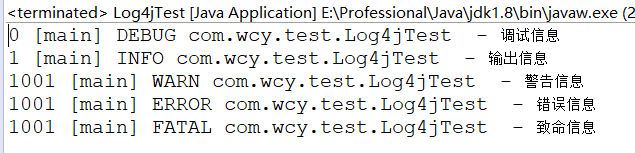 <terminated> Log4jTest [Java Application] E:\Professional\Java\jdk1.8\bin\javaw.exe (2
0 [main] DEBUG com.wcy.test.Log4jTest  - 调试信息
1 [main] INFO com.wcy.test.Log4jTest  - 输出信息
1001 [main] WARN com.wcy.test.Log4jTest  - 警告信息
1001 [main] ERROR com.wcy.test.Log4jTest  - 错误信息
1001 [main] FATAL com.wcy.test.Log4jTest  - 致命信息